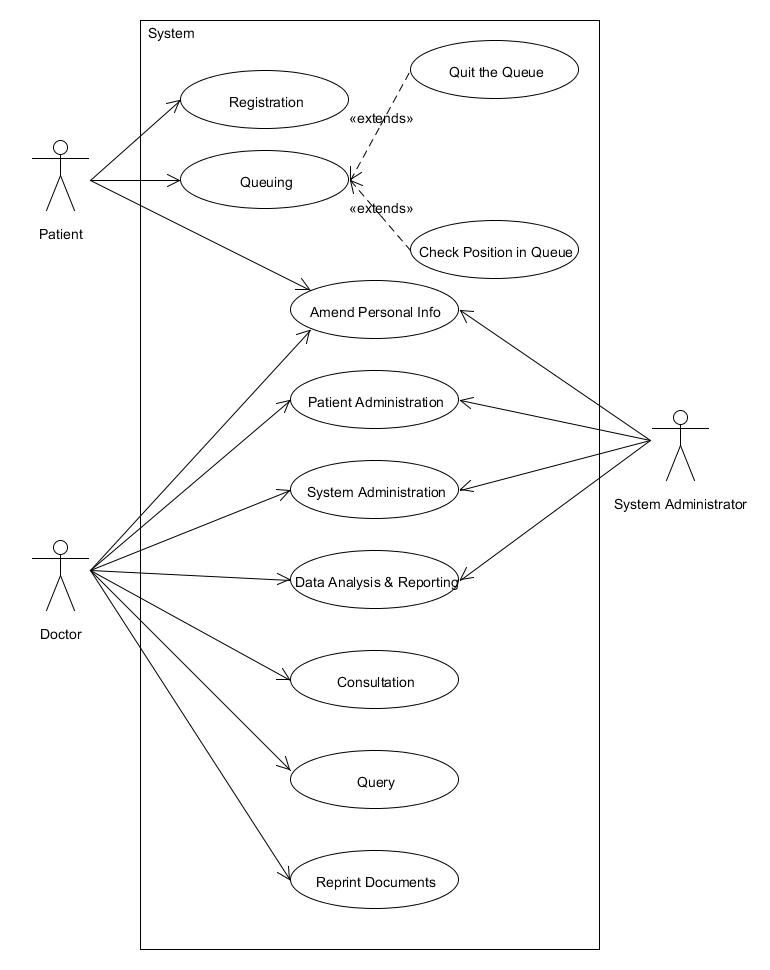 System
Quit the Queue
Registration
«extends»
Queuing
«extends»
Patient
Check Position in Queue
Amend Personal Info
Patient Administration
System Administration
System Administrator
Data Analysis & Reporting
Doctor
Consultation
Query
Reprint Documents